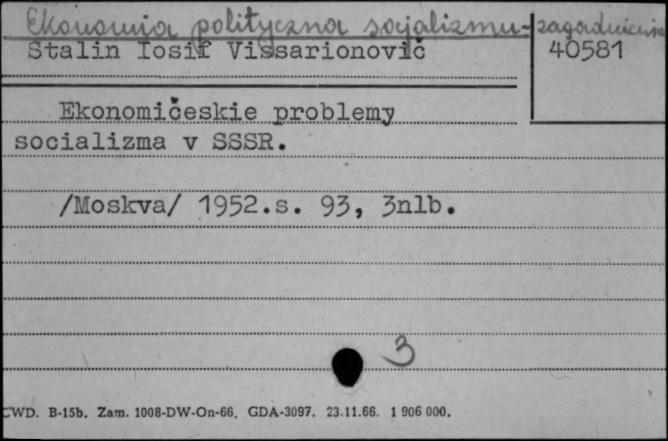 Ekonomia polityczna socjalizmu - zagadnienia
Stalin Iosif Vissarionovič 40581
Ekonomičeskie problemy
socializma v SSSR.
/Moskva/ 1952.s. 93, 3nlb.
3
CWD. B-15b. Zam. 1008-DW-On-66. GDA-3097. 23.11.66. 1 906 000.